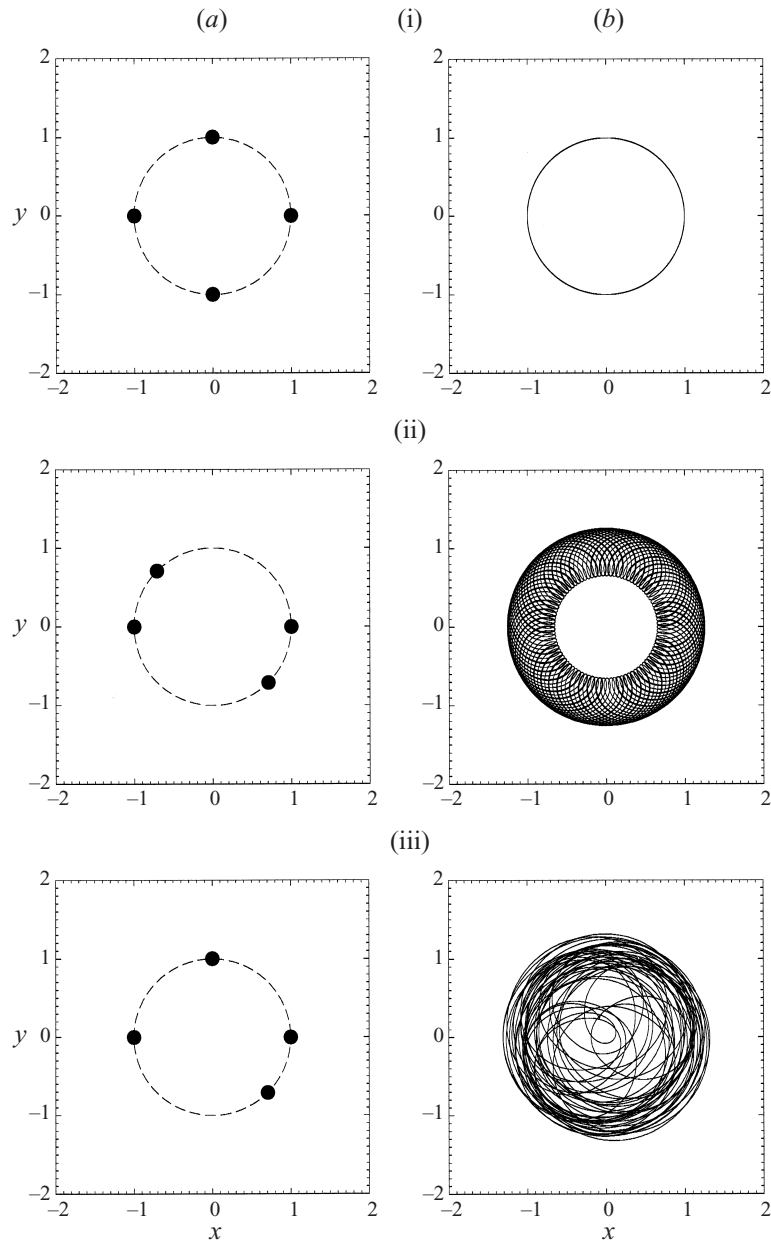 (a) (i) (b)
2 2
1 1
y 0 0
–1 –1
–2 –2
–2 –1 0 1 2 –2 –1 0 1 2
(ii)
2 2
1 1
y 0 0
–1 –1
–2 –2
–2 –1 0 1 2 –2 –1 0 1 2
(iii)
2 2
1 1
y 0 0
–1 –1
–2 –2
–2 –1 0 1 2 –2 –1 0 1 2
x x